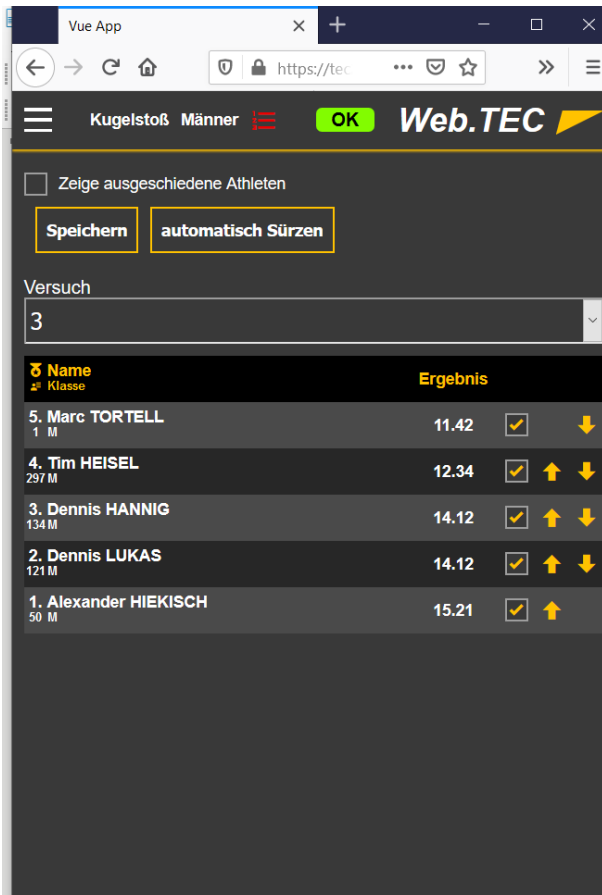 Vue App
https://tec
Kugelstoß Männer OK Web.TEC
Zeige ausgeschiedene Athleten
Speichern automatisch Sürzen
Versuch
3
Name
Klasse Ergebnis
5. Marc TORTELL 11.42
1 M
4. Tim HEISEL 12.34
297 M
3. Dennis HANNIG 14.12
134 M
2. Dennis LUKAS 14.12
121 M
1. Alexander HIEKISCH 15.21
50 M